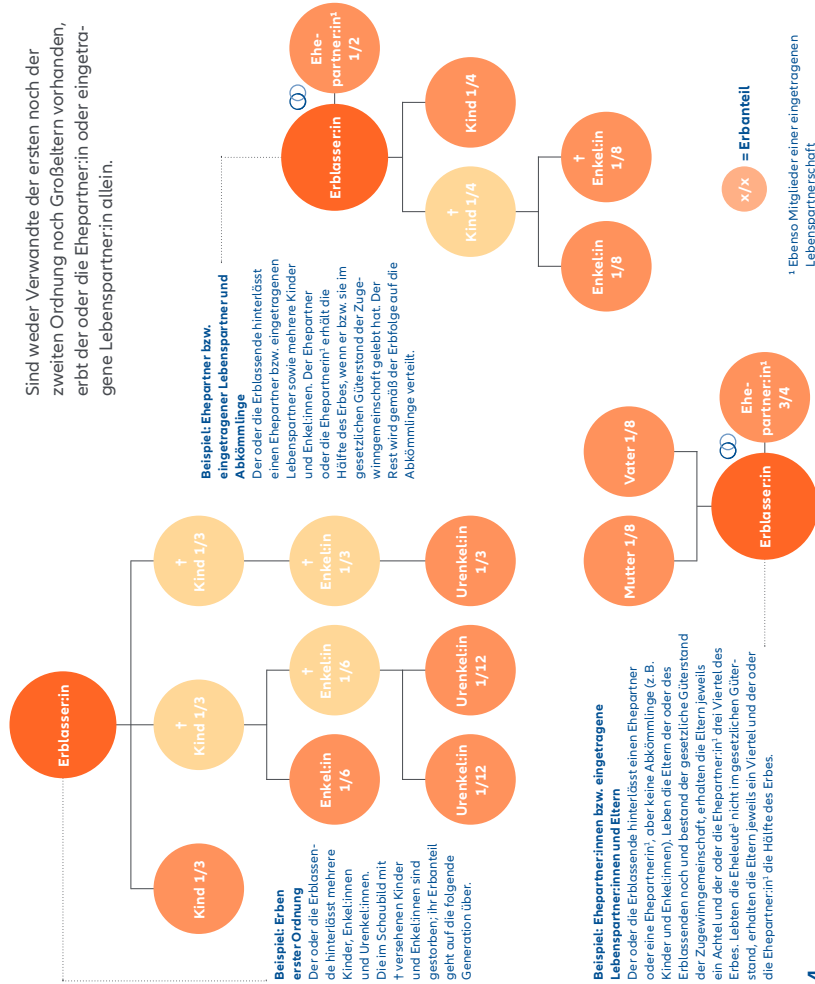 Sind weder Verwandte der ersten noch der
zweiten Ordnung noch Großeltern vorhanden,
erbt der oder die Ehepartner:in oder eingetra-
gene Lebenspartner:in allein.
Erblasser:in
Kind 1/3
†
Kind 1/3
†
Kind 1/3
Enkel:in
1/6
†
Enkel:in
1/6
†
Enkel:in
1/3
Urenkel:in
1/12
Urenkel:in
1/12
Urenkel:in
1/3
Beispiel: Erben
erster Ordnung
Der oder die Erblassen-
de hinterlässt mehrere
Kinder, Enkel:innen
und Urenkel:innen.
Die im Schaubild mit
† versehenen Kinder
und Enkel:innen sind
gestorben; ihr Erbanteil
geht auf die folgende
Generation über.
Beispiel: Ehepartner bzw.
eingetragener Lebenspartner und
Abkömmlinge
Der oder die Erblassende hinterlässt
einen Ehepartner bzw. eingetragenen
Lebenspartner sowie mehrere Kinder
und Enkel:innen. Der Ehepartner
oder die Ehepartnerin¹ erhält die
Hälfte des Erbes, wenn er bzw. sie im
gesetzlichen Güterstand der Zuge-
winngemeinschaft gelebt hat. Der
Rest wird gemäß der Erbfolge auf die
Abkömmlinge verteilt.
Erblasser:in
Ehe-
partner:in¹
1/2
†
Kind 1/4
Kind 1/4
Enkel:in
1/8
†
Enkel:in
1/8
Beispiel: Ehepartner:innen bzw. eingetragene
Lebenspartner:innen und Eltern
Der oder die Erblassende hinterlässt einen Ehepartner
oder eine Ehepartnerin¹, aber keine Abkömmlinge (z. B.
Kinder und Enkel:innen). Leben die Eltern der oder des
Erblassenden noch und bestand der gesetzliche Güterstand
der Zugewinngemeinschaft, erhalten die Eltern jeweils
ein Achtel und der oder die Ehepartner:in¹ drei Viertel des
Erbes. Lebten die Eheleute¹ nicht im gesetzlichen Güter-
stand, erhalten die Eltern jeweils ein Viertel und der oder
die Ehepartner:in¹ die Hälfte des Erbes.
Mutter 1/8
Vater 1/8
Erblasser:in
Ehe-
partner:in¹
3/4
x/x
= Erbanteil
¹ Ebenso Mitglieder einer eingetragenen
Lebenspartnerschaft